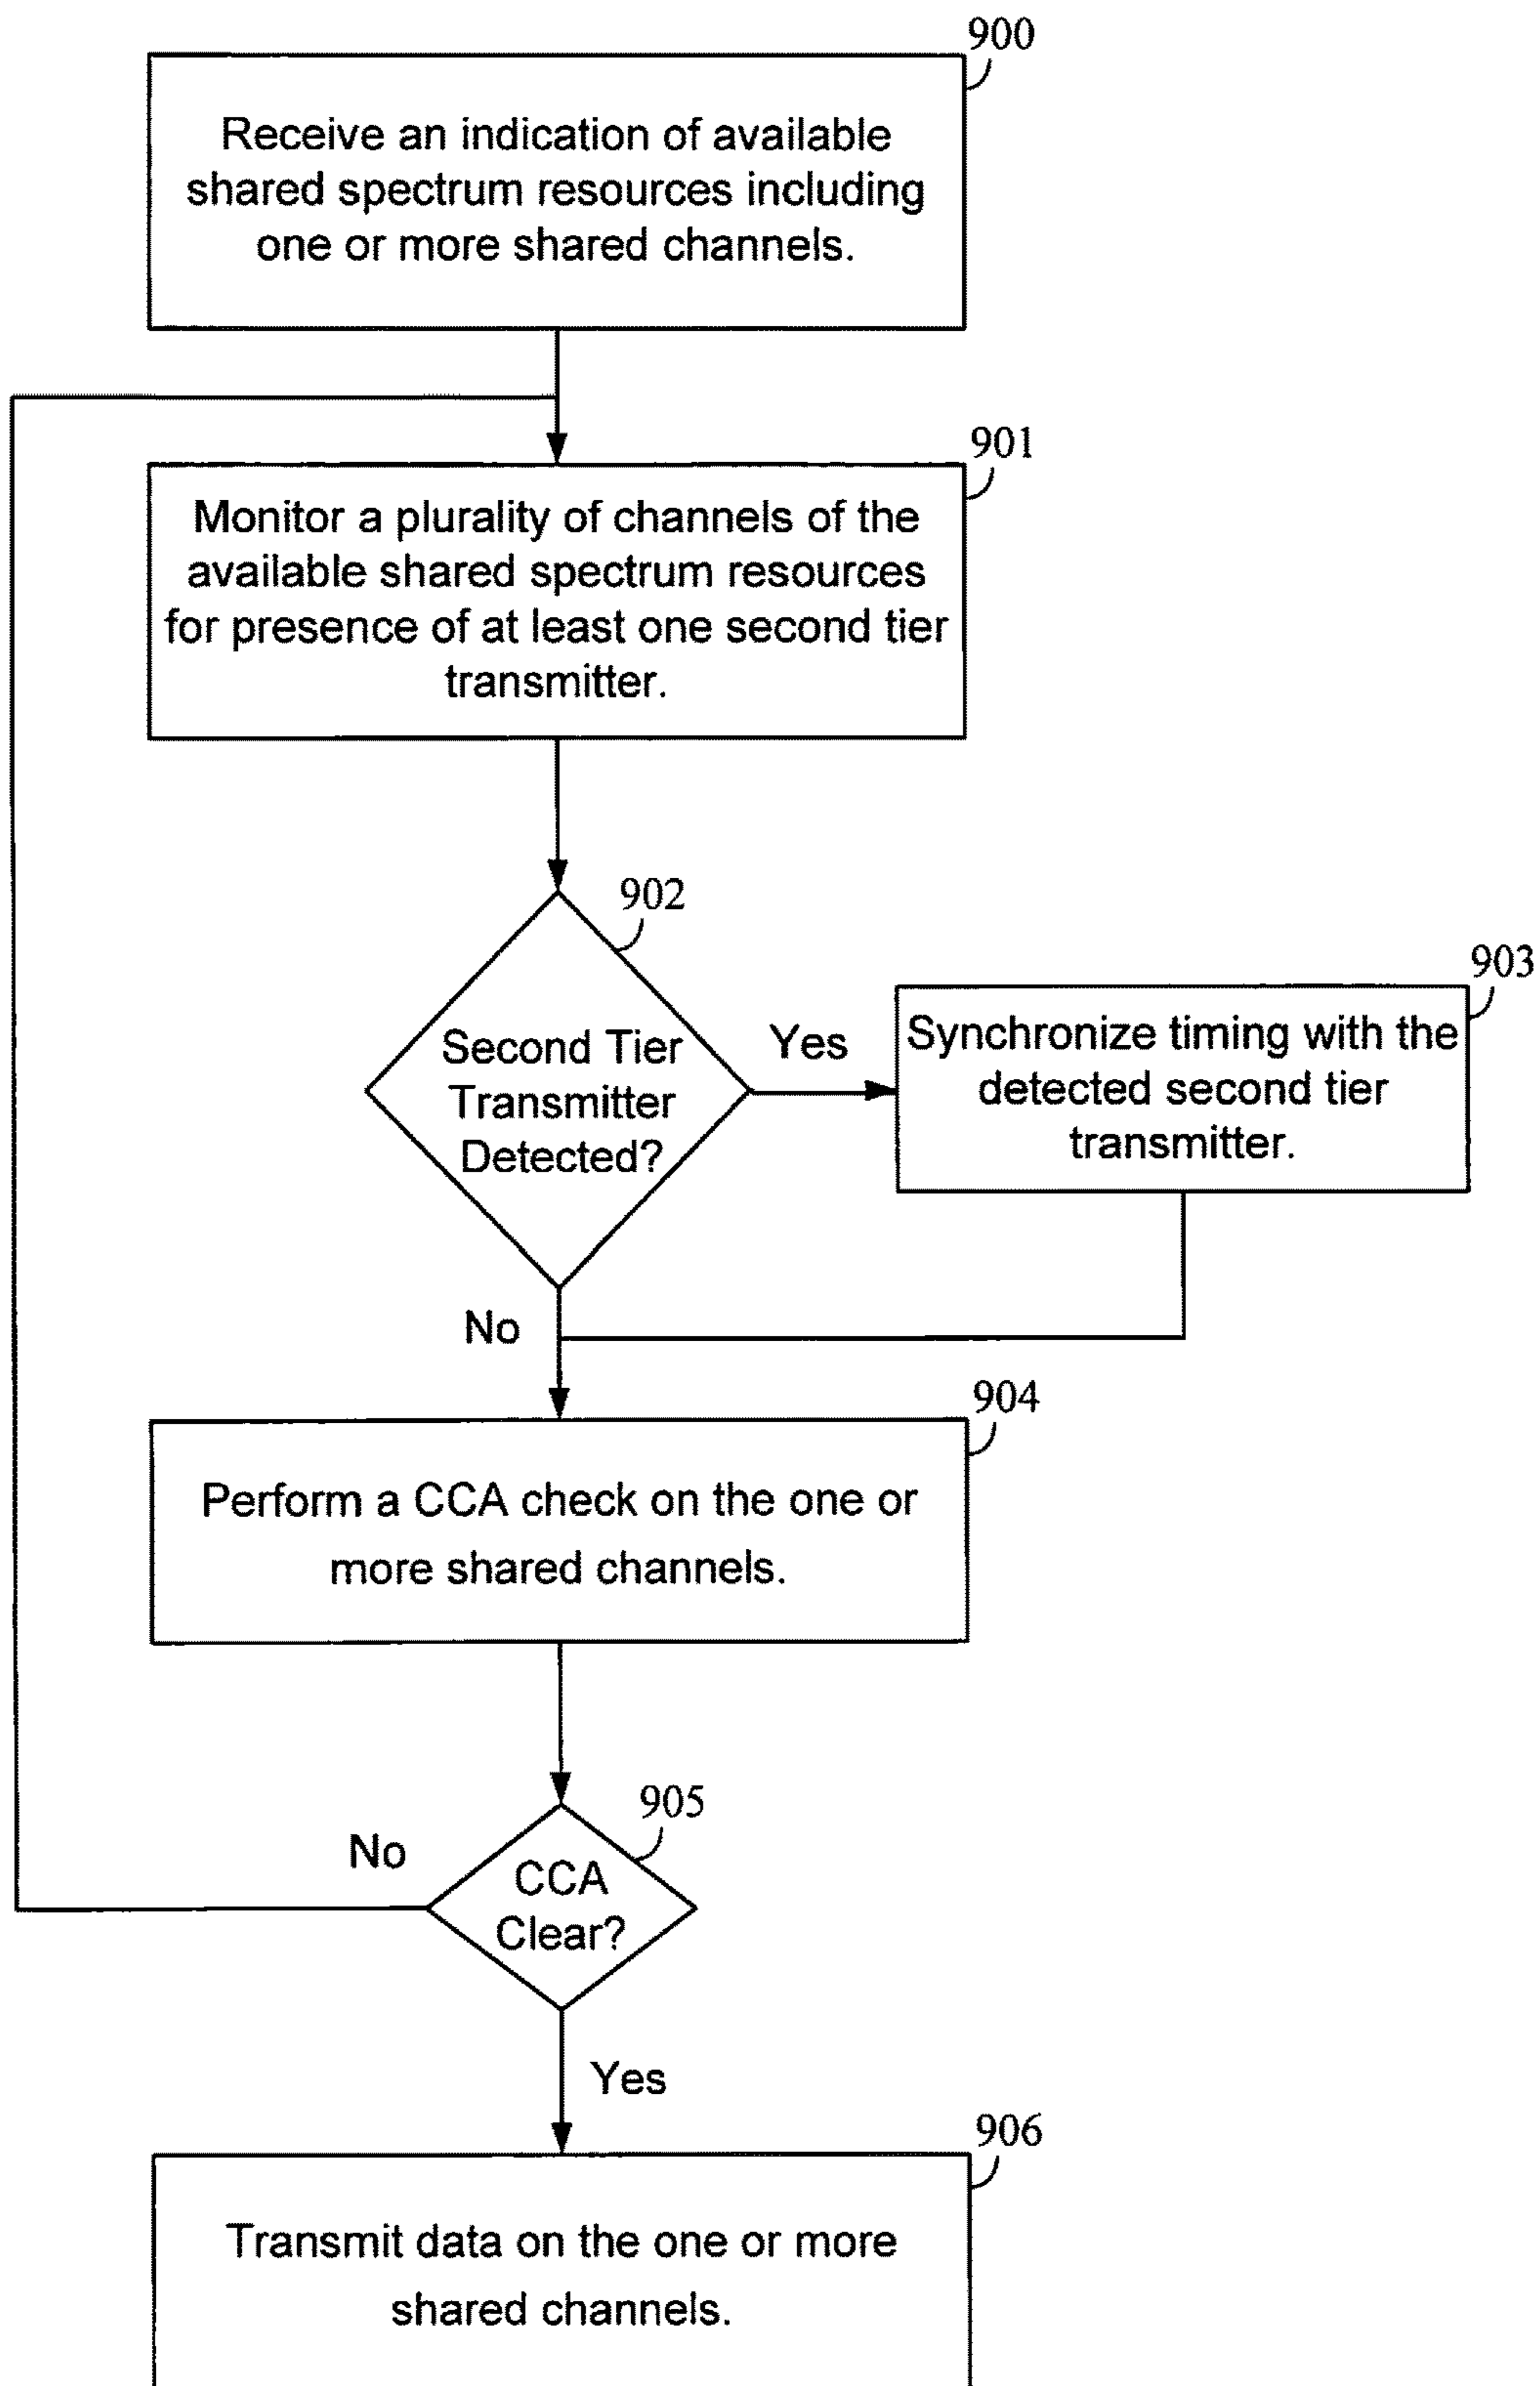 900
Receive an indication of available
shared spectrum resources including
one or more shared channels.
901
Monitor a plurality of channels of the
available shared spectrum resources
for presence of at least one second tier
transmitter.
902
Second Tier
Transmitter
Detected?
Yes
903
Synchronize timing with the
detected second tier
transmitter.
No
904
Perform a CCA check on the one or
more shared channels.
905
CCA
Clear?
No
Yes
906
Transmit data on the one or more
shared channels.